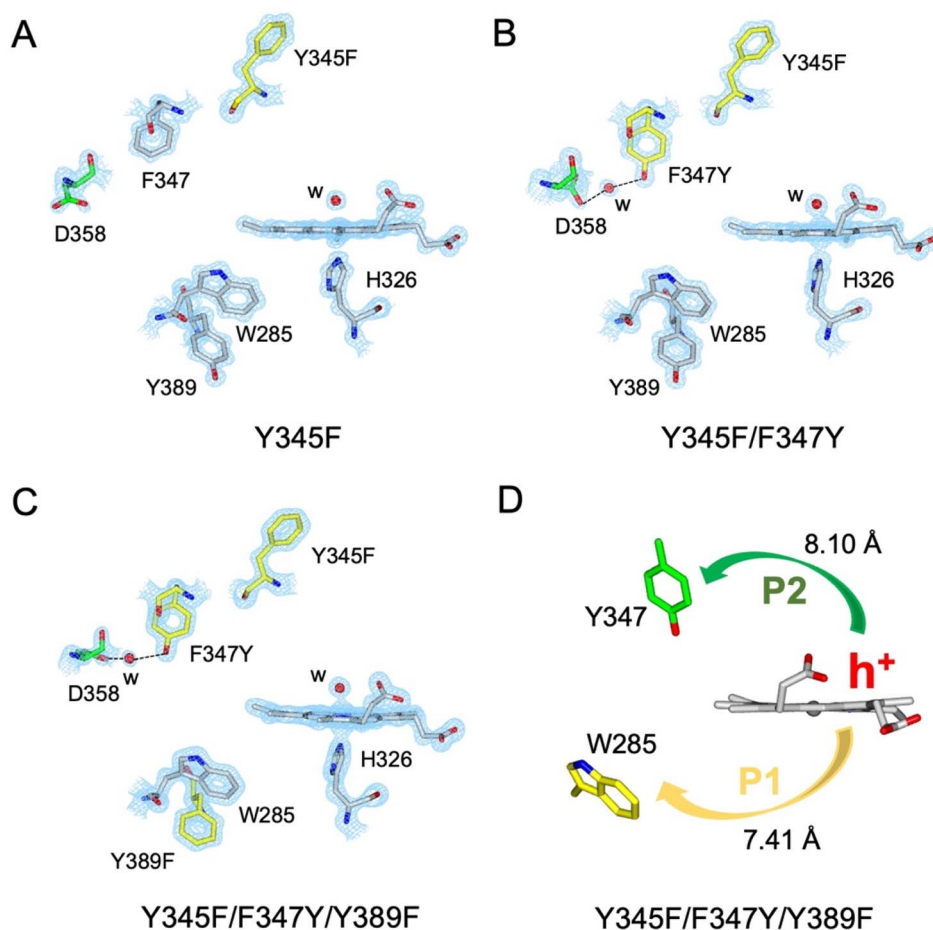 A
Y345F
F347
D358
w
H326
W285
Y389
Y345F
B
Y345F
F347Y
w
D358
w
H326
W285
Y389
Y345F/F347Y
C
Y345F
F347Y
w
D358
w
H326
W285
Y389F
Y345F/F347Y/Y389F
D
8.10 Å
P2
Y347
h+
W285
P1
7.41 Å
Y345F/F347Y/Y389F